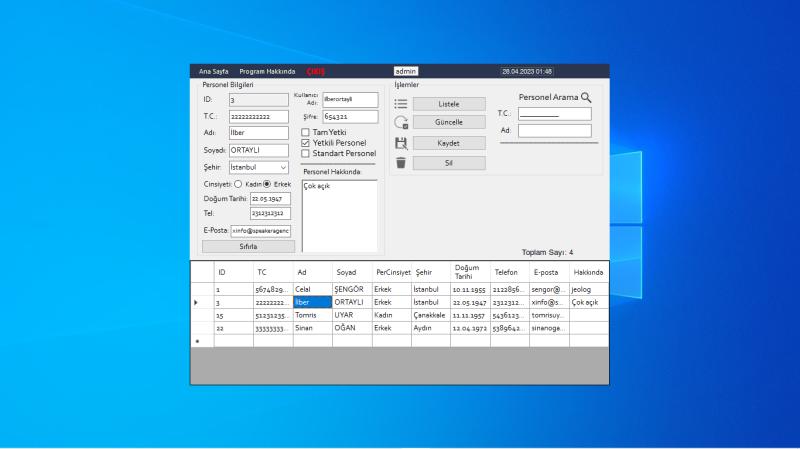 Ana Sayfa Program Hakkında ÇIKIŞ admin 28.04.2023 01:48
Personel Bilgileri
ID: 3
T.C.: 22222222222
Adı: İlber
Soyadı: ORTAYLI
Şehir: İstanbul
Cinsiyeti: Kadın Erkek
Doğum Tarihi: 22.05.1947
Tel: 2312312312
E-Posta: xinfo@speakeragenc
Sıfırla
Kullanıcı Adı: ilberortayli
Şifre: 654321
Tam Yetki
Yetkili Personel
Standart Personel
Personel Hakkında:
Çok açık
İşlemler
Listele
Güncelle
Kaydet
Sil
Personel Arama
T.C.:
Ad:
Toplam Sayı: 4
ID TC Ad Soyad PerCinsiyet Şehir Doğum Tarihi Telefon E-posta Hakkında
1 5674829... Celal ŞENGÖR Erkek İstanbul 10.11.1955 2122856... sengor@... jeolog
3 22222222... İlber ORTAYLI Erkek İstanbul 22.05.1947 2312312... xinfo@s... Çok açık
15 51231235... Tomris UYAR Kadın Çanakkale 11.11.1957 5436123... tomrisuy...
22 33333333... Sinan OĞAN Erkek Aydın 12.04.1972 5389642... sinanoga...